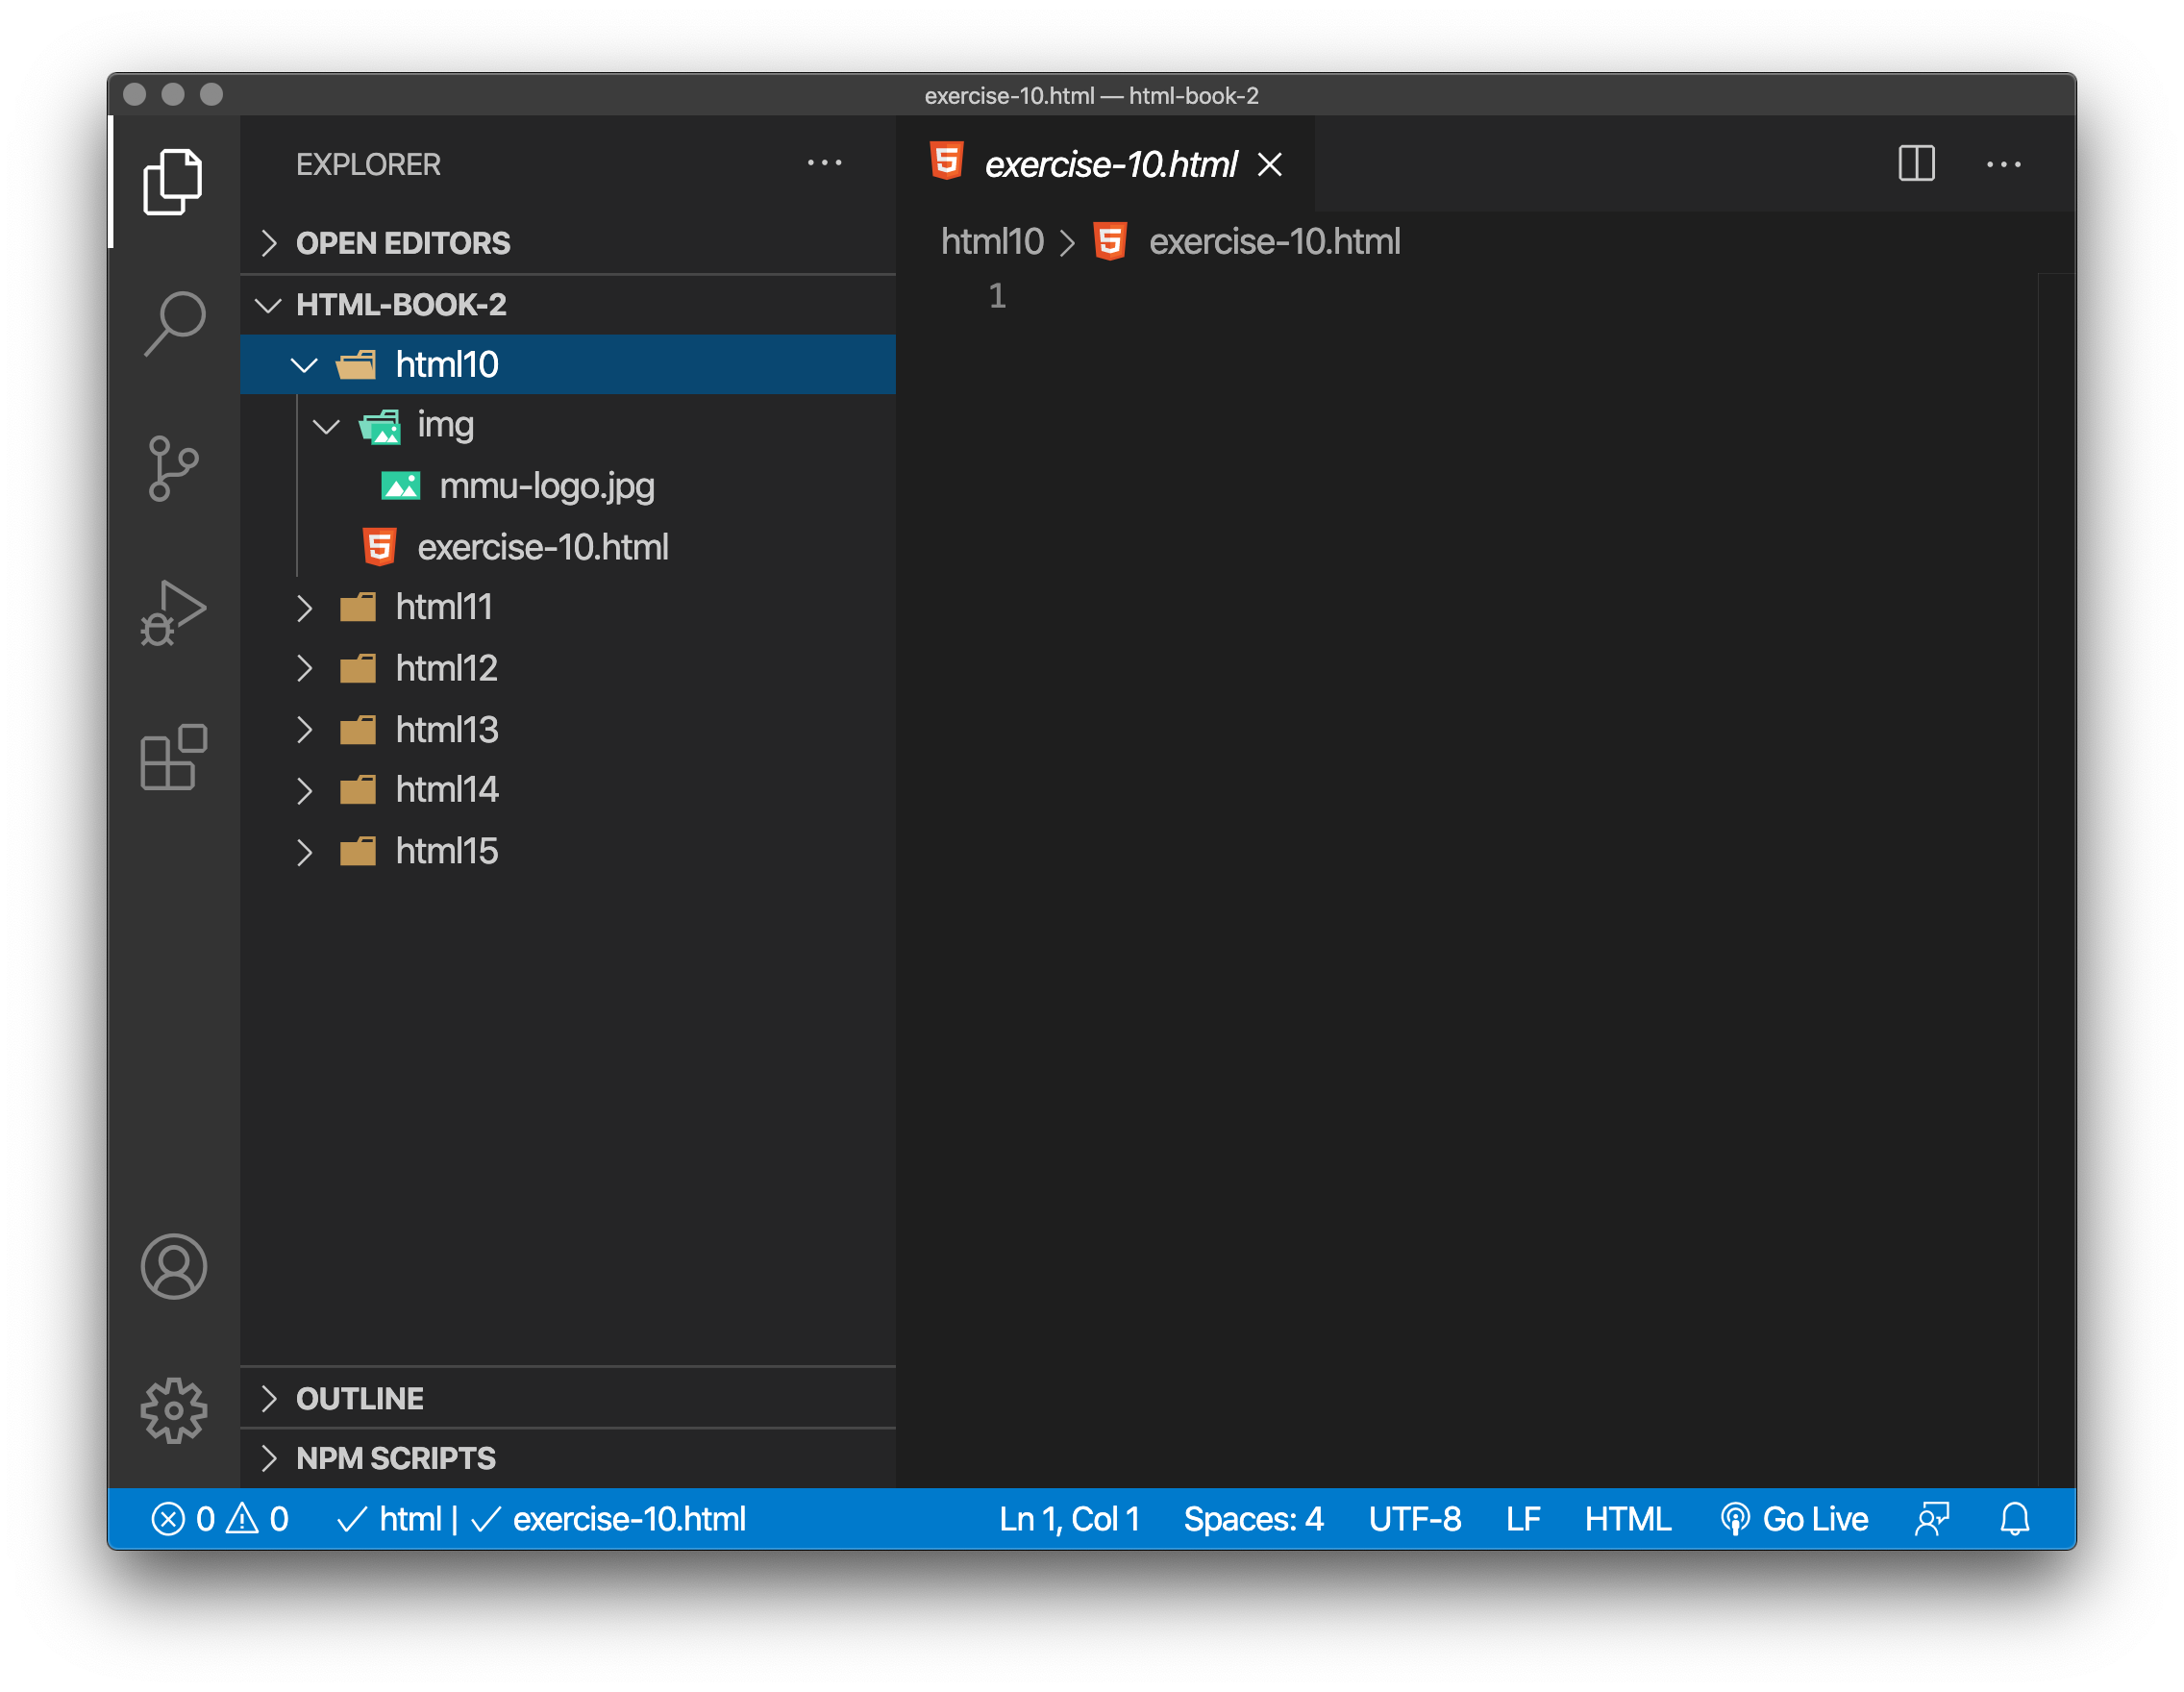 exercise-10.html — html-book-2
EXPLORER
OPEN EDITORS
HTML-BOOK-2
html10
img
mmu-logo.jpg
exercise-10.html
html11
html12
html13
html14
html15
OUTLINE
NPM SCRIPTS
exercise-10.html
html10 > exercise-10.html
1
0 0 html | exercise-10.html Ln 1, Col 1 Spaces: 4 UTF-8 LF HTML Go Live